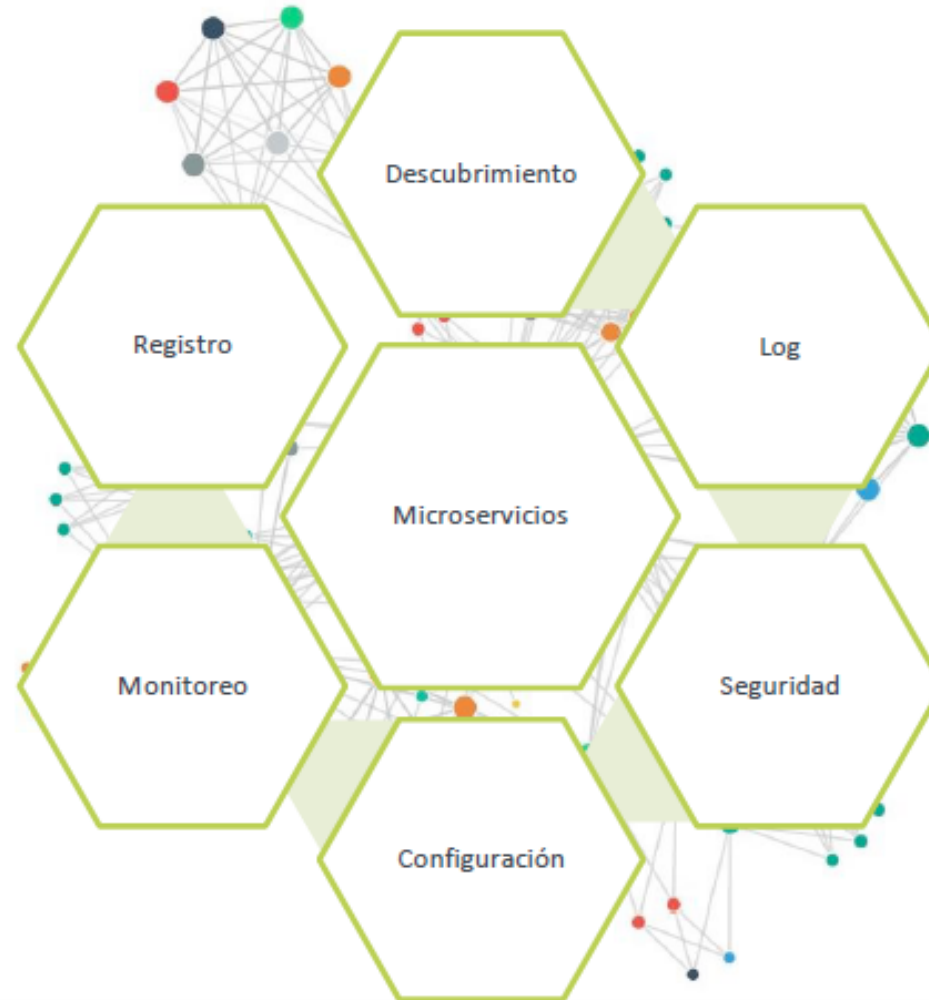 Descubrimiento
Registro
Log
Microservicios
Monitoreo
Seguridad
Configuración